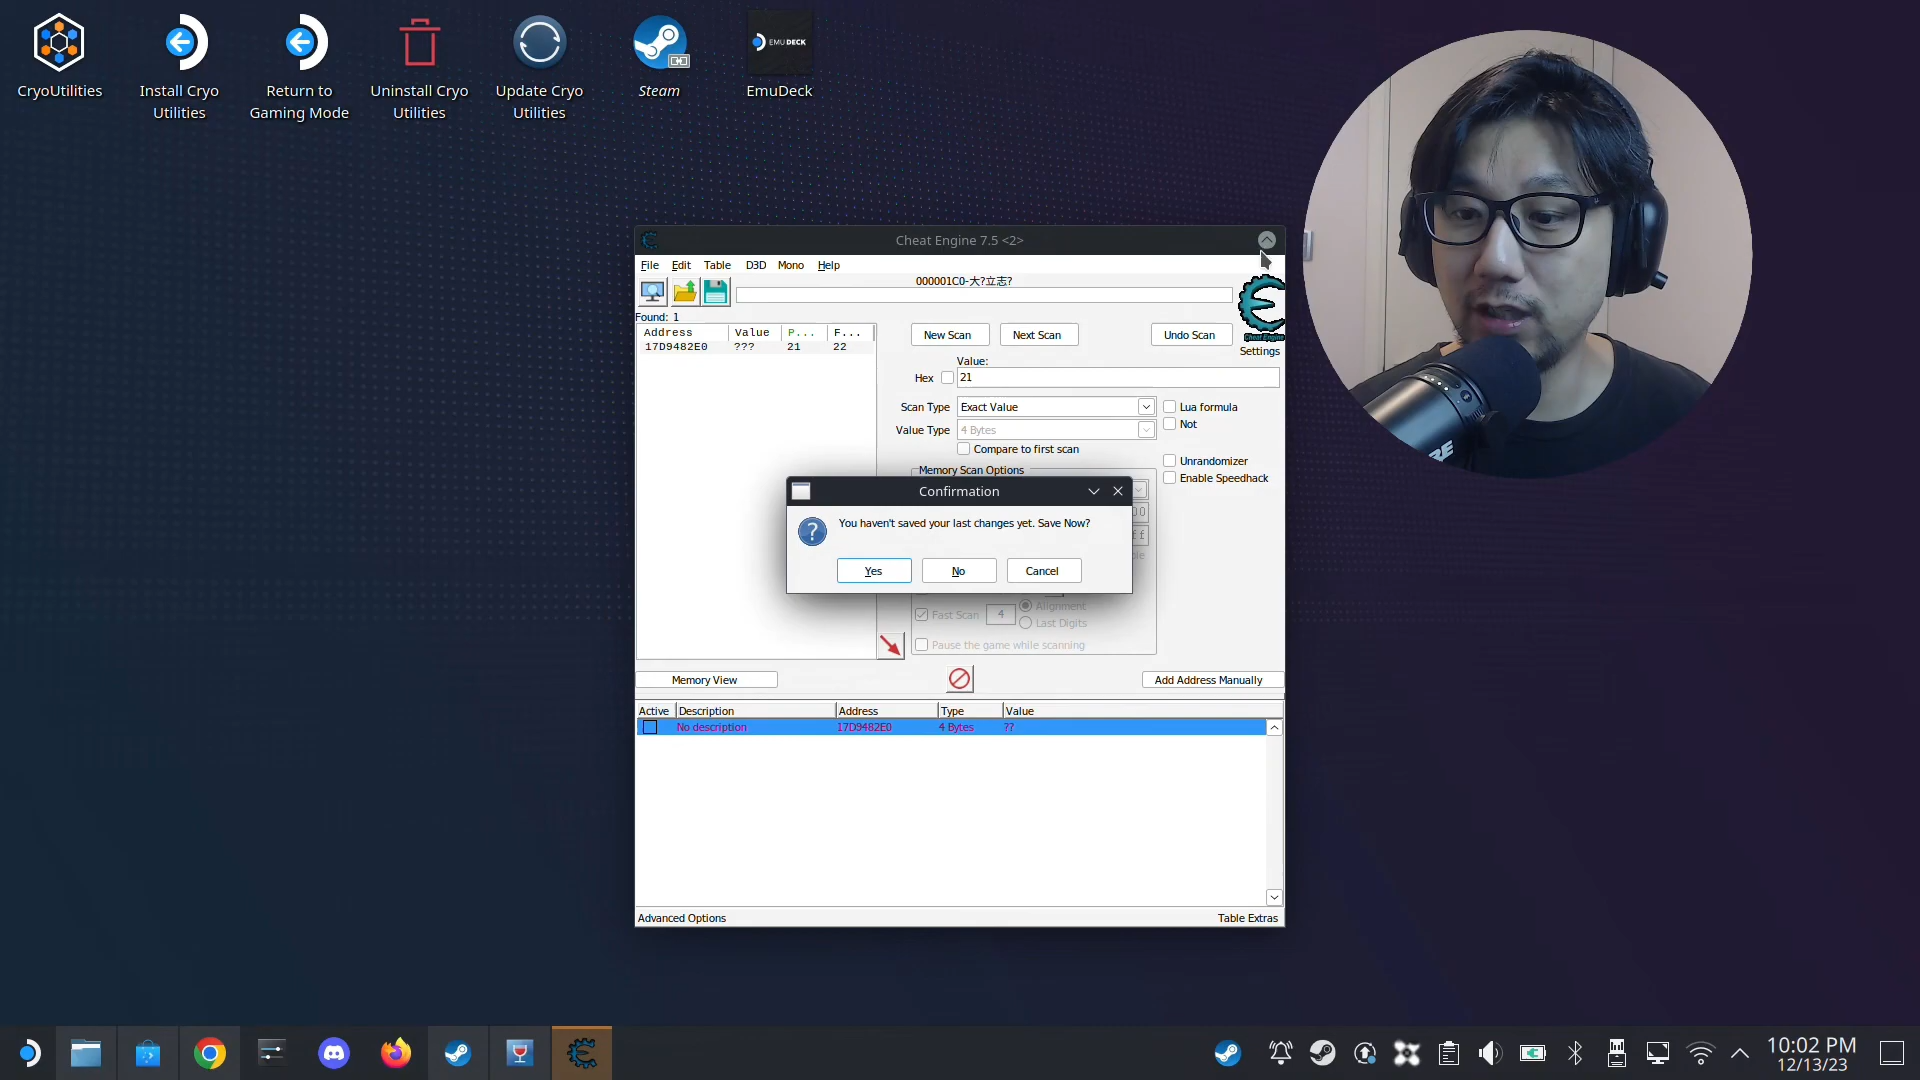 CryoUtilities
Install Cryo
Utilities
Return to
Gaming Mode
Uninstall Cryo
Utilities
Update Cryo
Utilities
Steam
EMUDECK
EmuDeck
Cheat Engine 7.5 <2>
File Edit Table D3D Mono Help
000001C0-大?立志?
Found: 1
Cheat Engine
Settings
Address Value P... F...
17D9482E0 ??? 21 22
New Scan Next Scan Undo Scan
Value:
Hex 21
Scan Type Exact Value
Lua formula
Value Type 4 Bytes
Not
Compare to first scan
Unrandomizer
Memory Scan Options
Enable Speedhack
Confirmation
You haven't saved your last changes yet. Save Now?
Yes No Cancel
Fast Scan 4 Alignment
Last Digits
Pause the game while scanning
Memory View Add Address Manually
Active Description Address Type Value
No description 17D9482E0 4 Bytes ??
Advanced Options Table Extras
10:02 PM
12/13/23